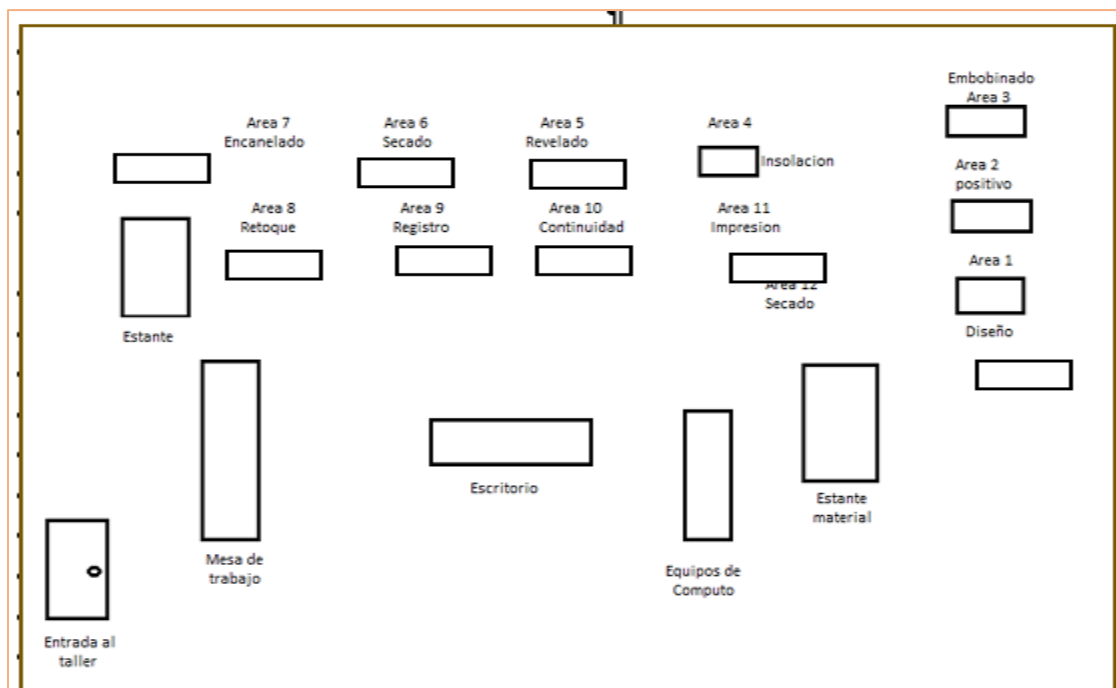 Embobinado
Area 3
Area 7
Encanelado
Area 6
Secado
Area 5
Revelado
Area 4
Insolacion
Area 2
positivo
Area 8
Retoque
Area 9
Registro
Area 10
Continuidad
Area 11
Impresion
Area 1
Area 12
Secado
Estante
Diseño
Escritorio
Estante
material
Mesa de
trabajo
Equipos de
Computo
Entrada al
taller